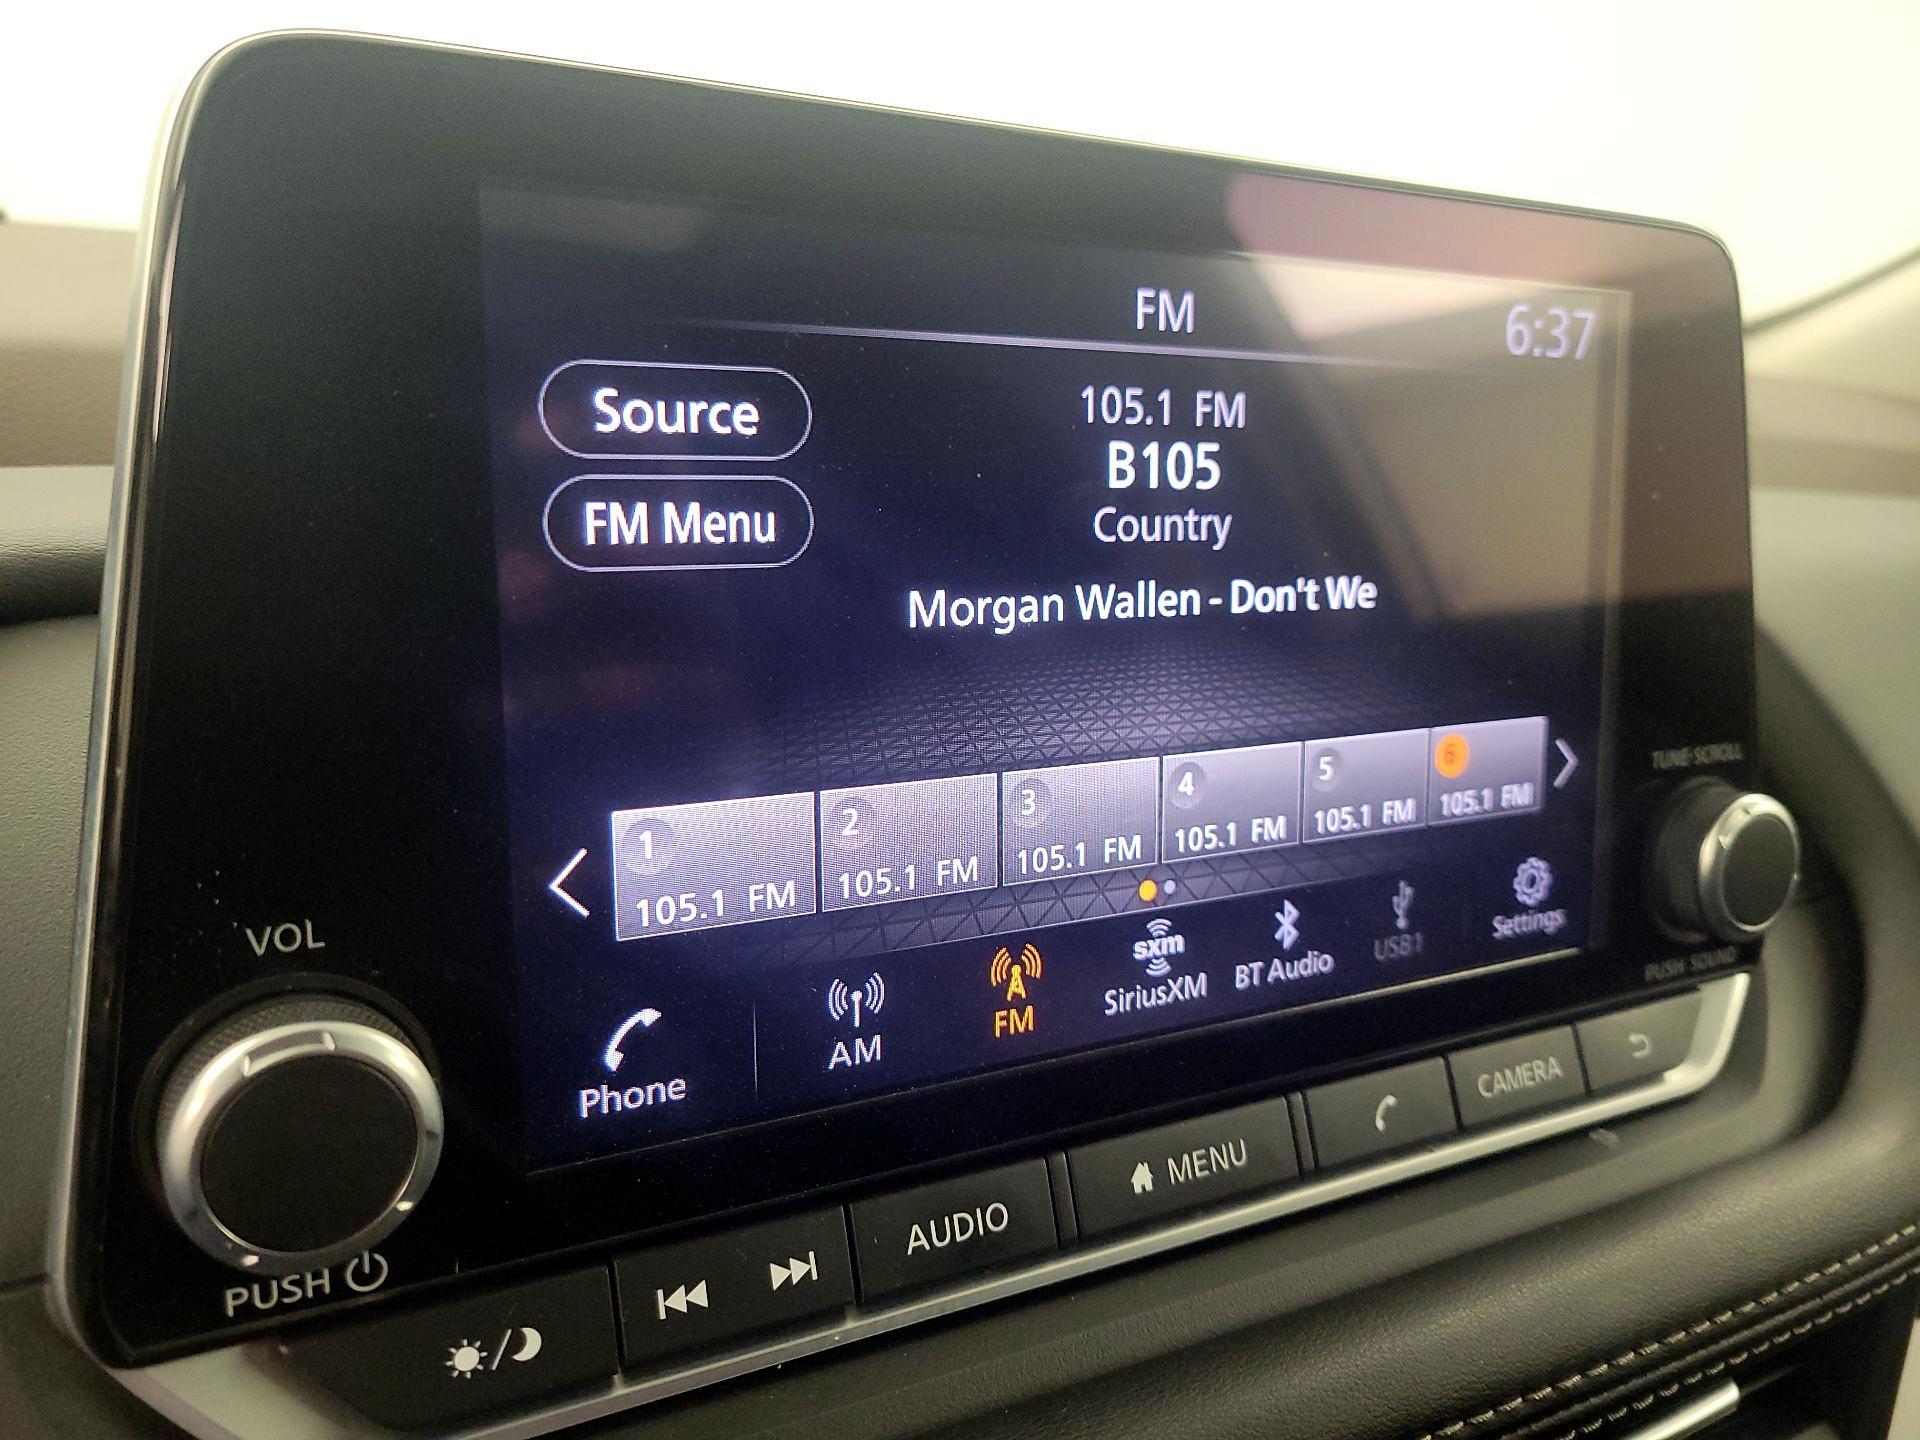 FM
6:37
Source
105.1 FM
B105
FM Menu
Country
Morgan Wallen - Don't We
1
105.1 FM
2
105.1 FM
3
105.1 FM
4
105.1 FM
5
105.1 FM
6
105.1 FM
Phone
AM
FM
sxm
SiriusXM
BT Audio
USB1
Settings
VOL
PUSH
TUNE·SCROLL
PUSH SOUND
AUDIO
MENU
CAMERA